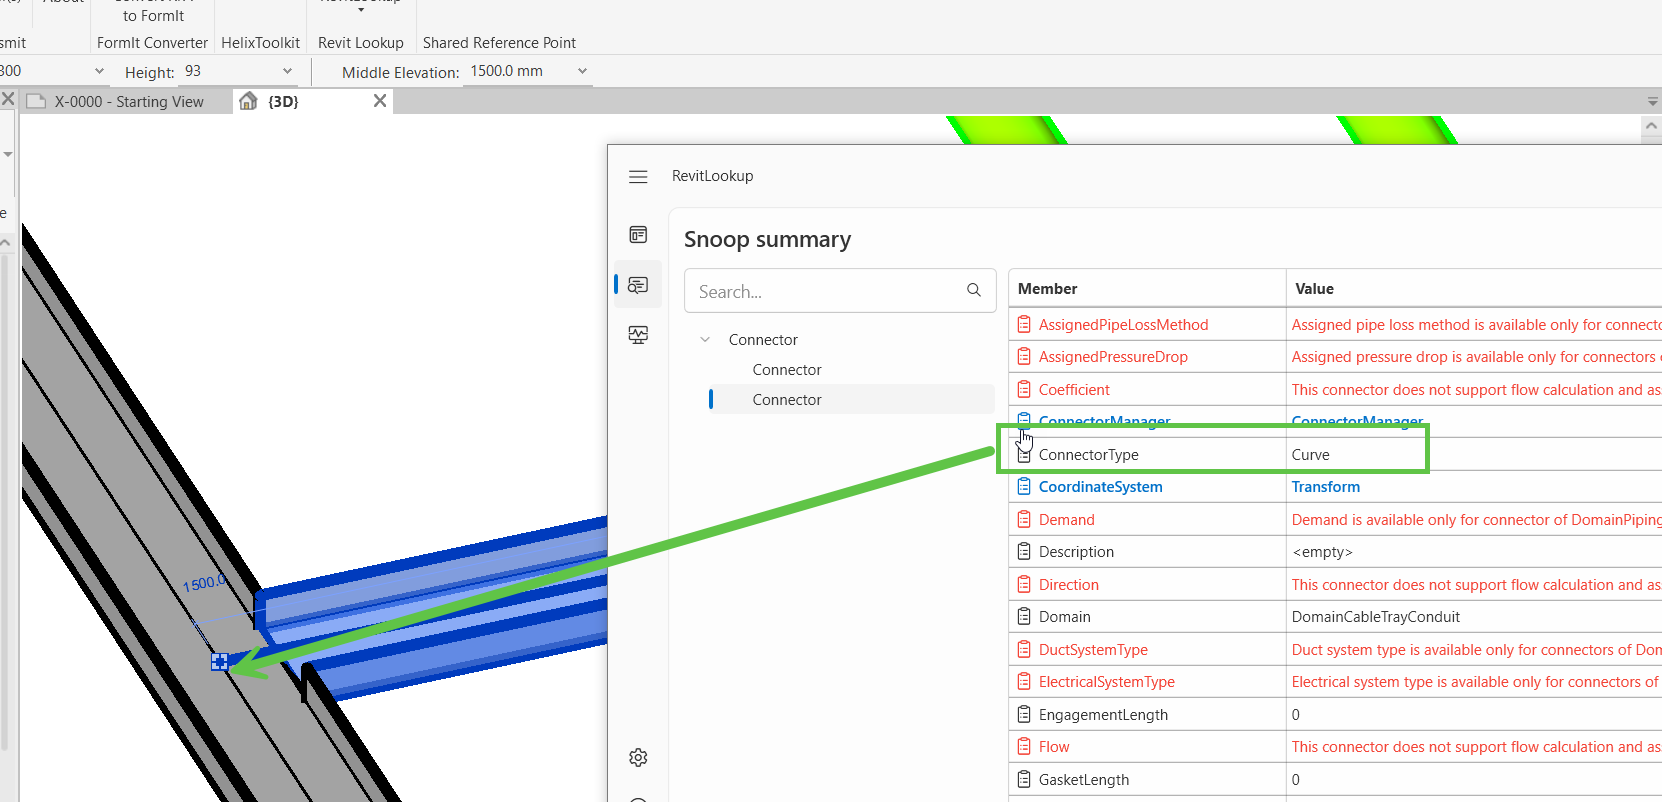 About
to FormIt
smit
FormIt Converter
HelixToolkit
Revit Lookup
Shared Reference Point
300
Height: 93
Middle Elevation: 1500.0 mm
X-0000 - Starting View
{3D}
e
RevitLookup
Snoop summary
Search...
Connector
Connector
Connector
1500.0
Member Value
AssignedPipeLossMethod Assigned pipe loss method is available only for connecto
AssignedPressureDrop Assigned pressure drop is available only for connectors
Coefficient This connector does not support flow calculation and as
ConnectorManager ConnectorManager
ConnectorType Curve
CoordinateSystem Transform
Demand Demand is available only for connector of DomainPiping
Description <empty>
Direction This connector does not support flow calculation and as
Domain DomainCableTrayConduit
DuctSystemType Duct system type is available only for connectors of Dom
ElectricalSystemType Electrical system type is available only for connectors of
EngagementLength 0
Flow This connector does not support flow calculation and as
GasketLength 0